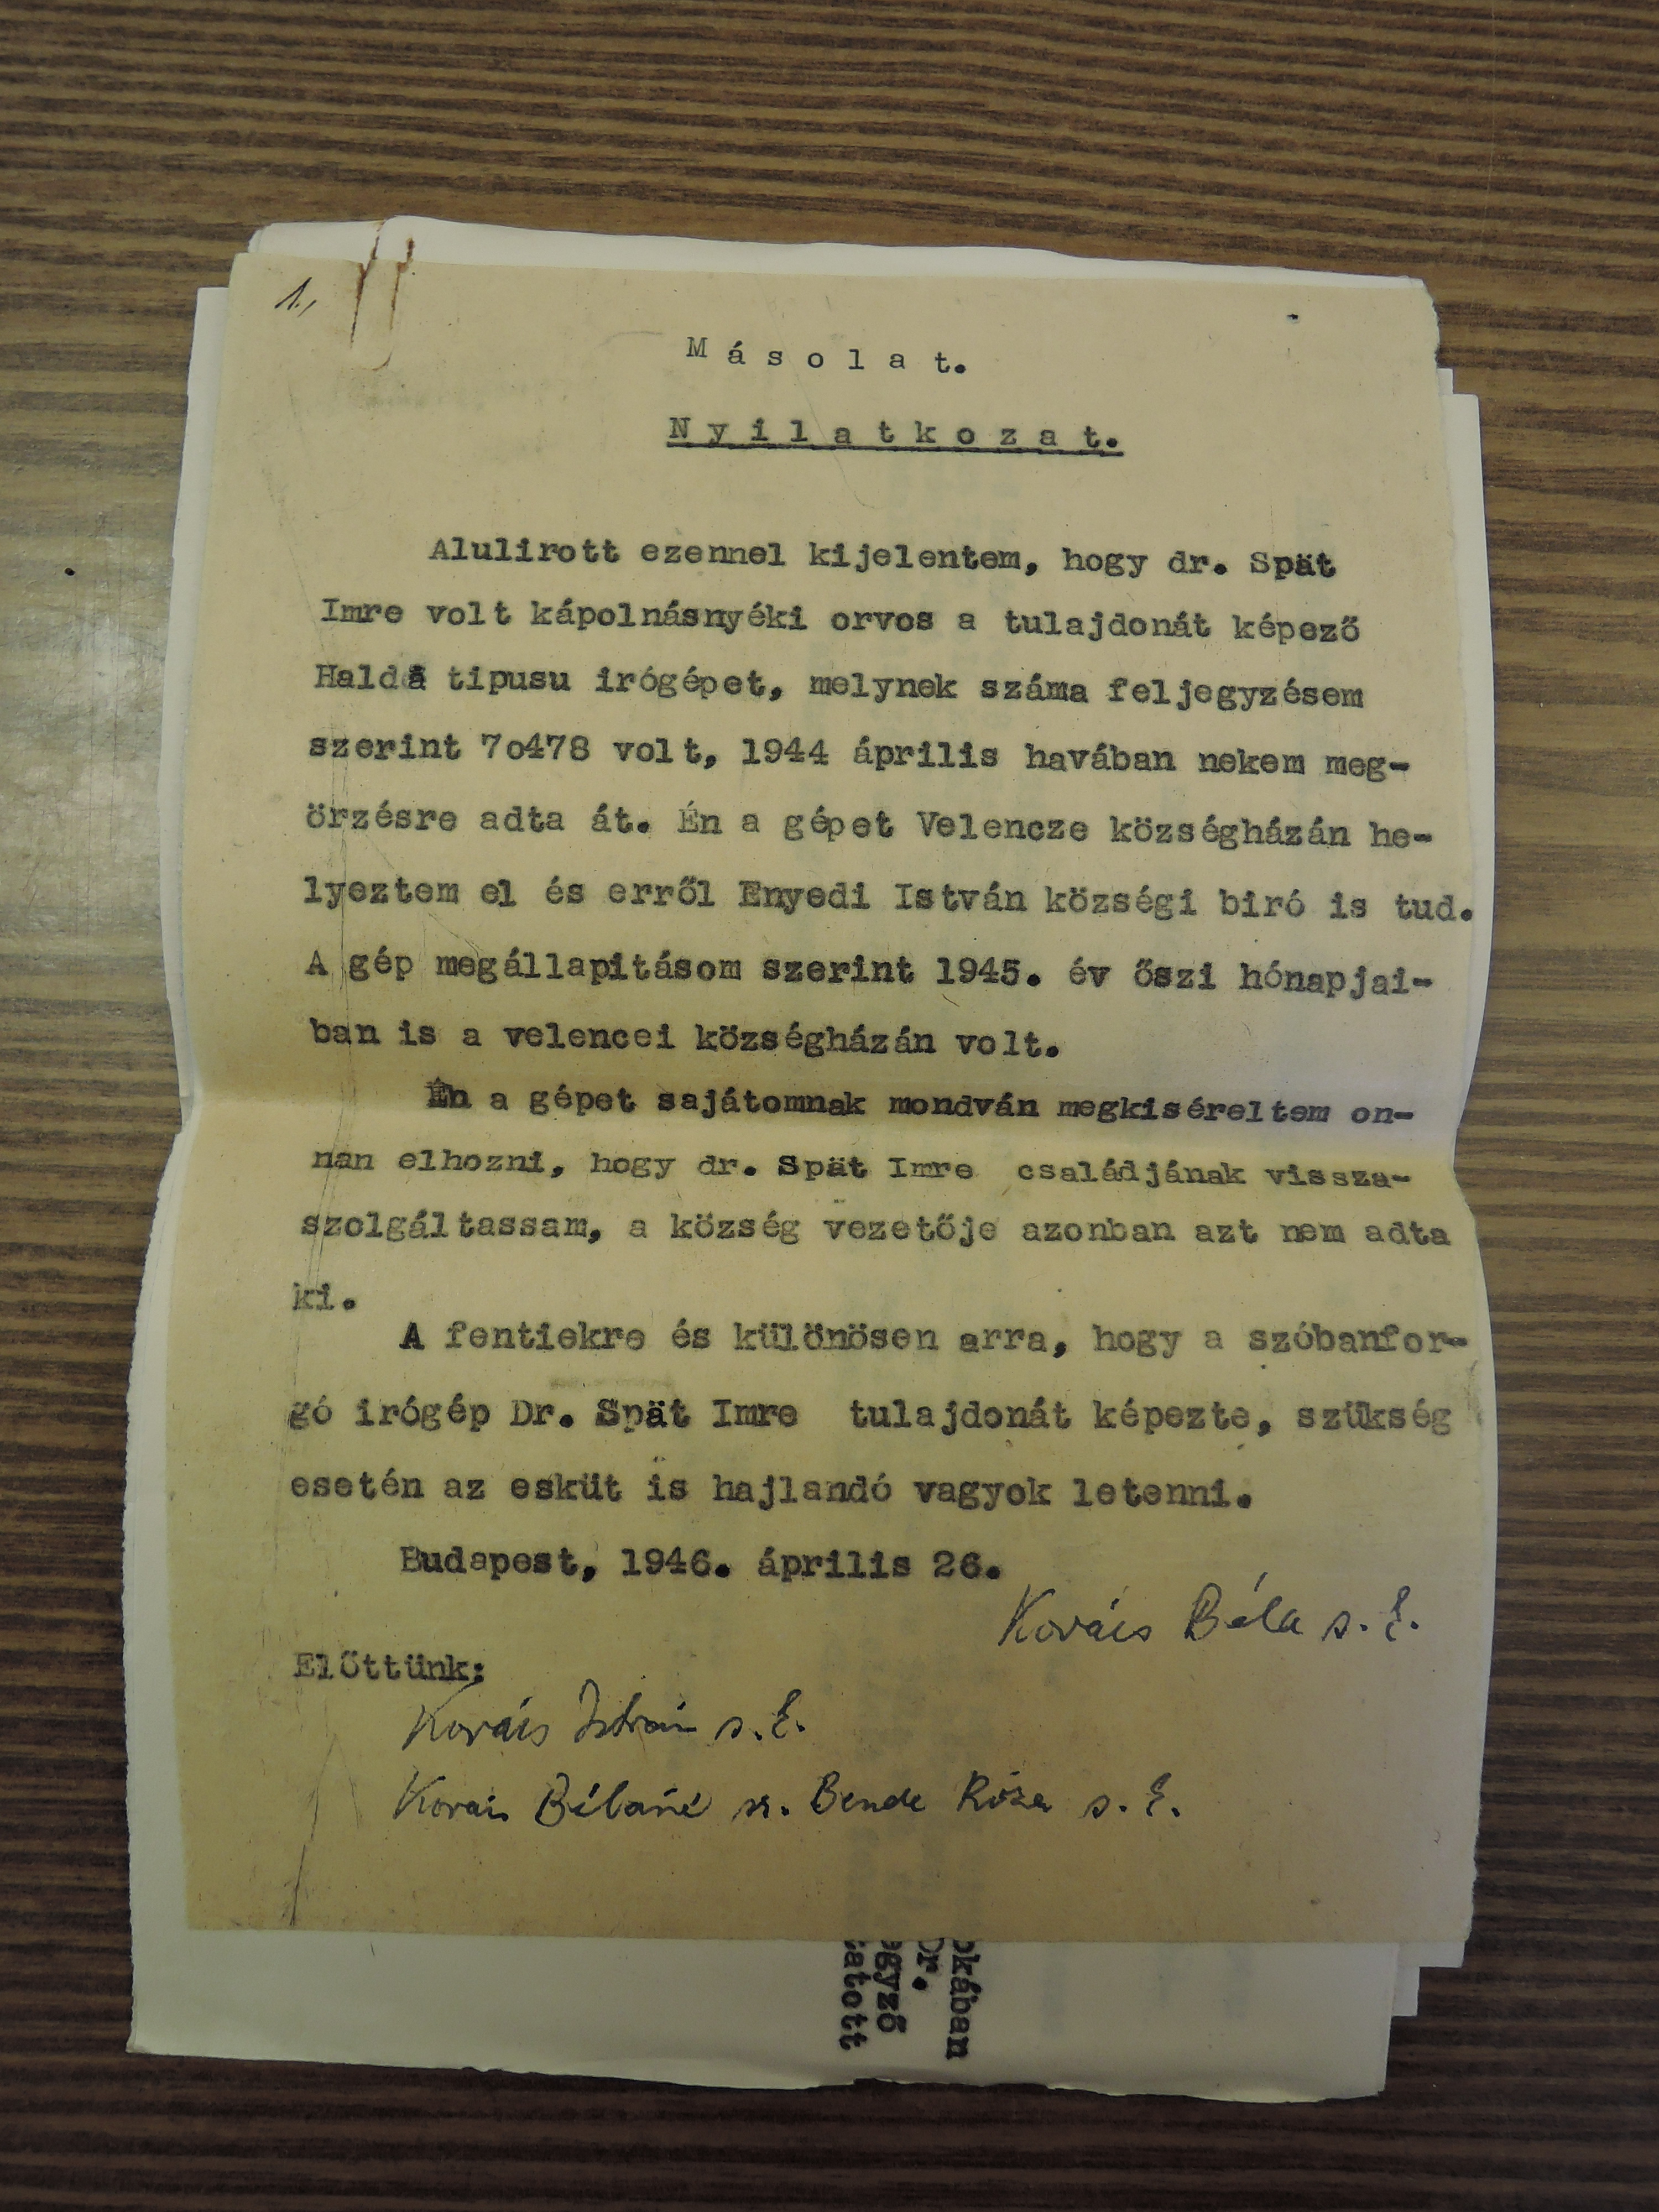 1.,
Másolat.
Nyilatkozat.
Alulirott ezennel kijelentem, hogy dr. Spät
Imre volt kápolnásnyéki orvos a tulajdonát képező
Halda tipusu irógépet, melynek száma feljegyzésem
szerint 7o478 volt, 1944 április havában nekem meg-
örzésre adta át. Én a gépet Velencze községházán he-
lyeztem el és erről Enyedi István községi biró is tud.
A gép megállapitásom szerint 1945. év őszi hónapjai-
ban is a velencei községházán volt.
Én a gépet sajátomnak mondván megkiséreltem on-
nan elhozni, hogy dr. Spät Imre családjának vissza-
szolgáltassam, a község vezetője azonban azt nem adta
ki.
A fentiekre és különösen arra, hogy a szóbanfor-
gó irógép Dr. Spät Imre tulajdonát képezte, szükség
esetén az esküt is hajlandó vagyok letenni.
Budapest, 1946. április 26.
Kovács Béla s. k.
Előttünk:
Kovács István s. k.
Kovács Béláné sz. Bende Róza s. k.
okában
Dr.
egyző
tatott